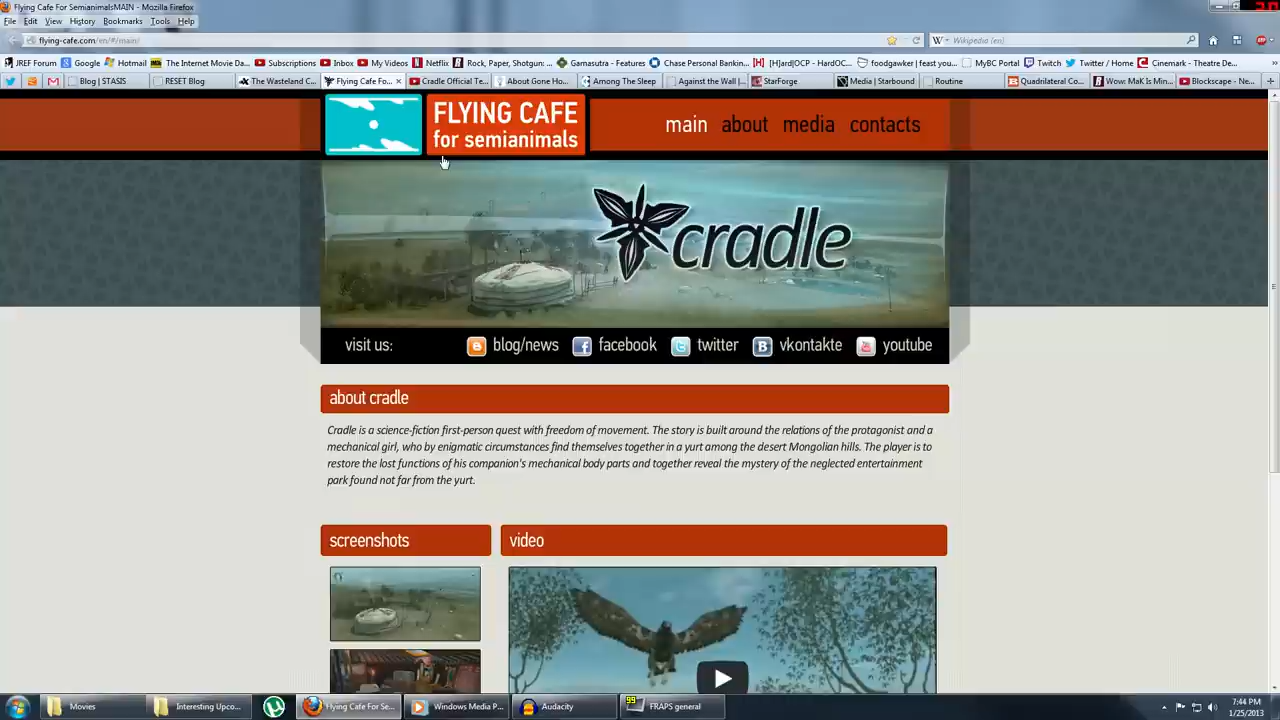 Flying Cafe For SemianimalsMAIN - Mozilla Firefox
File Edit View History Bookmarks Tools Help
flying-cafe.com/en/#/main/
Wikipedia (en)
JREF Forum Google Hotmail The Internet Movie Da... Subscriptions Inbox My Videos Netflix Rock, Paper, Shotgun: ... Gamasutra - Features Chase Personal Bankin... [H]ard|OCP - HardOC... foodgawker | feast you... MyBC Portal Twitch Twitter / Home Cinemark - Theatre De...
Blog | STASIS RESET Blog The Wasteland C... Flying Cafe Fo... Cradle Official Te... About Gone Ho... Among The Sleep Against the Wall | ... StarForge Media | Starbound Routine Quadrilateral Co... Wow: MaK Is Min... Blockscape - Ne...
FLYING CAFE
for semianimals
main about media contacts
cradle
visit us: blog/news facebook twitter vkontakte youtube
about cradle
Cradle is a science-fiction first-person quest with freedom of movement. The story is built around the relations of the protagonist and a
mechanical girl, who by enigmatic circumstances find themselves together in a yurt among the desert Mongolian hills. The player is to
restore the lost functions of his companion's mechanical body parts and together reveal the mystery of the neglected entertainment
park found not far from the yurt.
screenshots video
Movies Interesting Upco... Flying Cafe For Se... Windows Media P... Audacity 99 FRAPS general
7:44 PM
1/25/2013